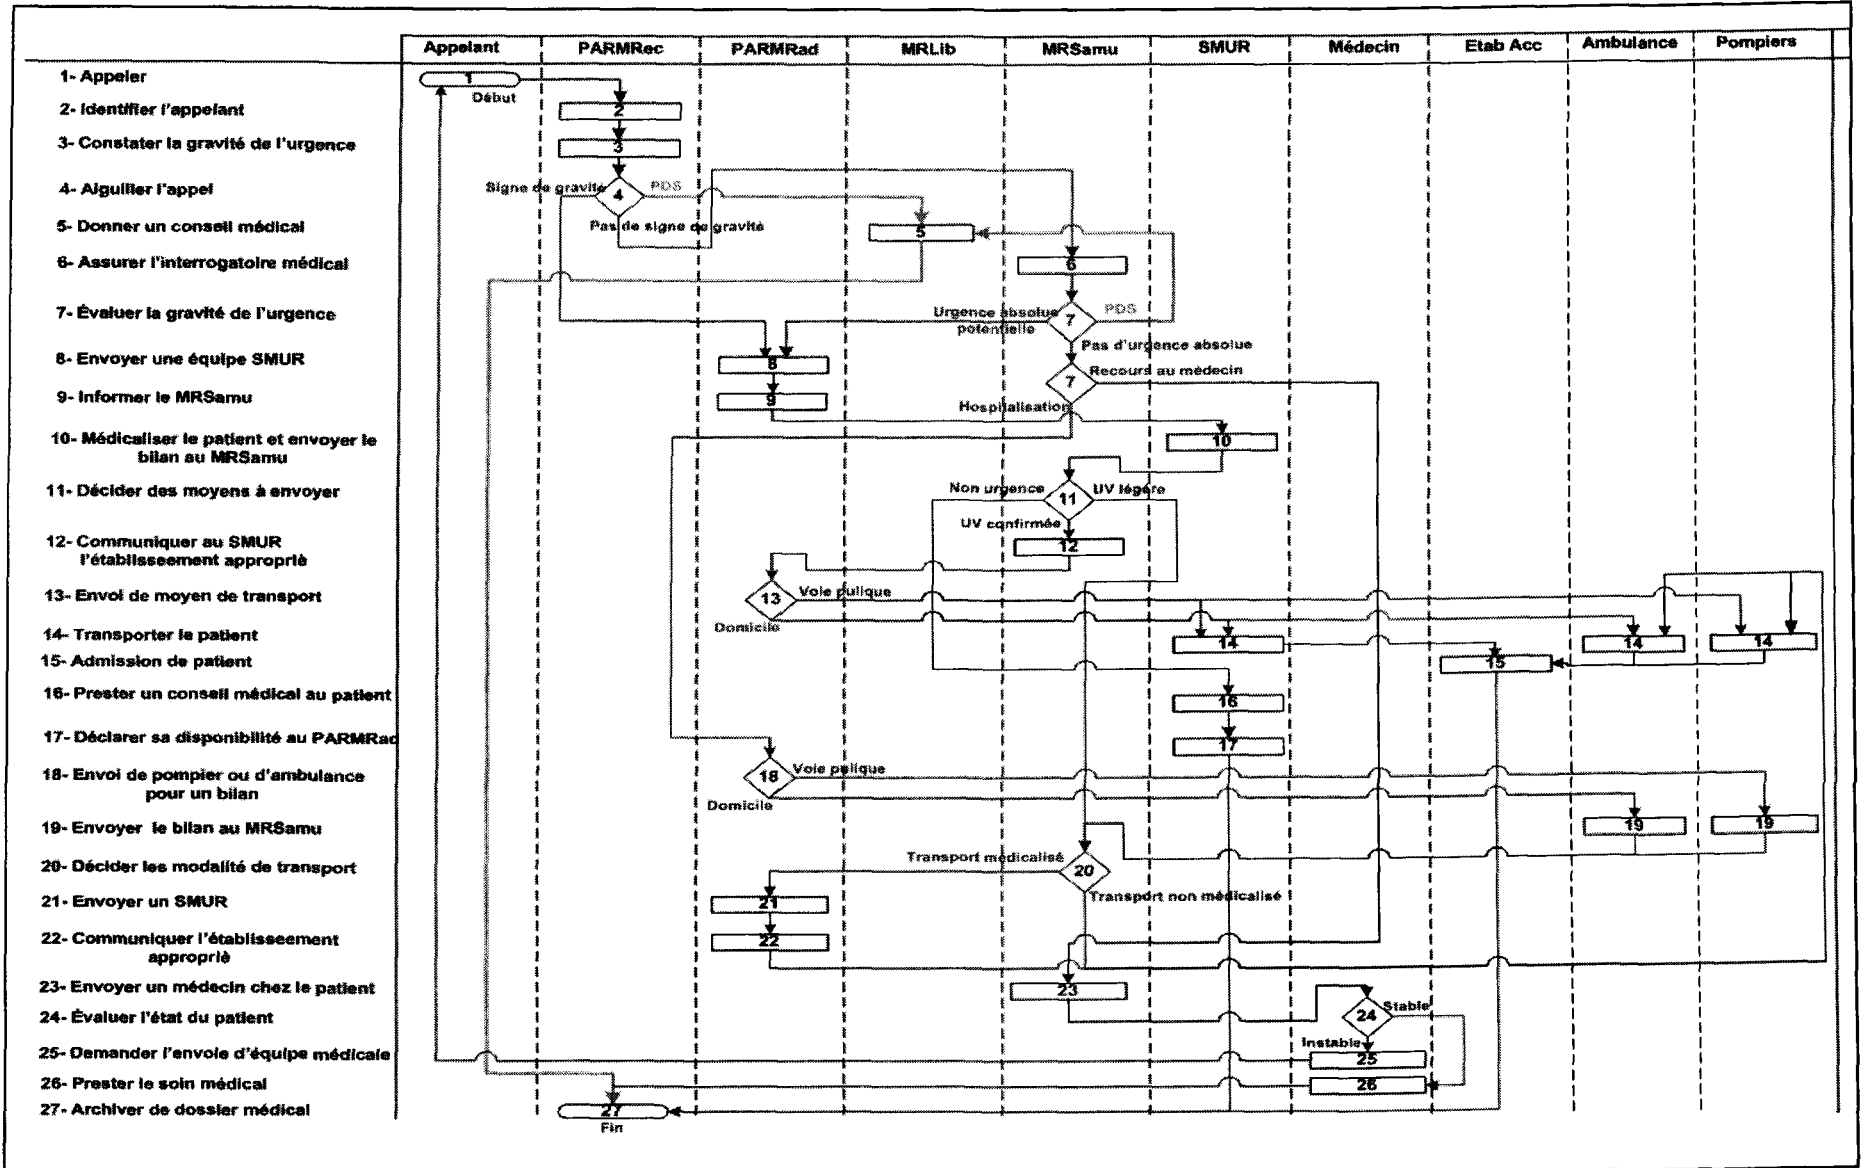 Appelant PARMRec PARMRad MRLib MRSamu SMUR Médecin Etab Acc Ambulance Pompiers
1- Appeler
1
Début
2- Identifier l'appelant
2
3- Constater la gravité de l'urgence
3
4- Aiguiller l'appel
Signe de gravité
4
PDS
Pas de signe de gravité
5- Donner un conseil médical
5
6- Assurer l'interrogatoire médical
6
7- Évaluer la gravité de l'urgence
Urgence absolue
potentielle
7
PDS
Pas d'urgence absolue
8- Envoyer une équipe SMUR
8
7
Recours au médecin
9- Informer le MRSamu
9
Hospitalisation
10- Médicaliser le patient et envoyer le
bilan au MRSamu
10
11- Décider des moyens à envoyer
Non urgence
11
UV légére
UV confirmée
12- Communiquer au SMUR
l'établisseement appropriè
12
13- Envoi de moyen de transport
13
Voie pulique
Domicile
14- Transporter le patient
14
14
14
15- Admission de patient
15
16- Prester un conseil médical au patient
16
17- Déclarer sa disponibilité au PARMRad
17
18- Envoi de pompier ou d'ambulance
pour un bilan
18
Voie pulique
Domicile
19- Envoyer le bilan au MRSamu
19
19
20- Décider les modalité de transport
Transport médicalisé
20
Transport non médicalisé
21- Envoyer un SMUR
21
22- Communiquer l'établisseement
appropriè
22
23- Envoyer un médecin chez le patient
23
24- Évaluer l'état du patient
24
Stable
Instable
25- Demander l'envoie d'équipe médicale
25
26- Prester le soin médical
26
27- Archiver de dossier médical
27
Fin